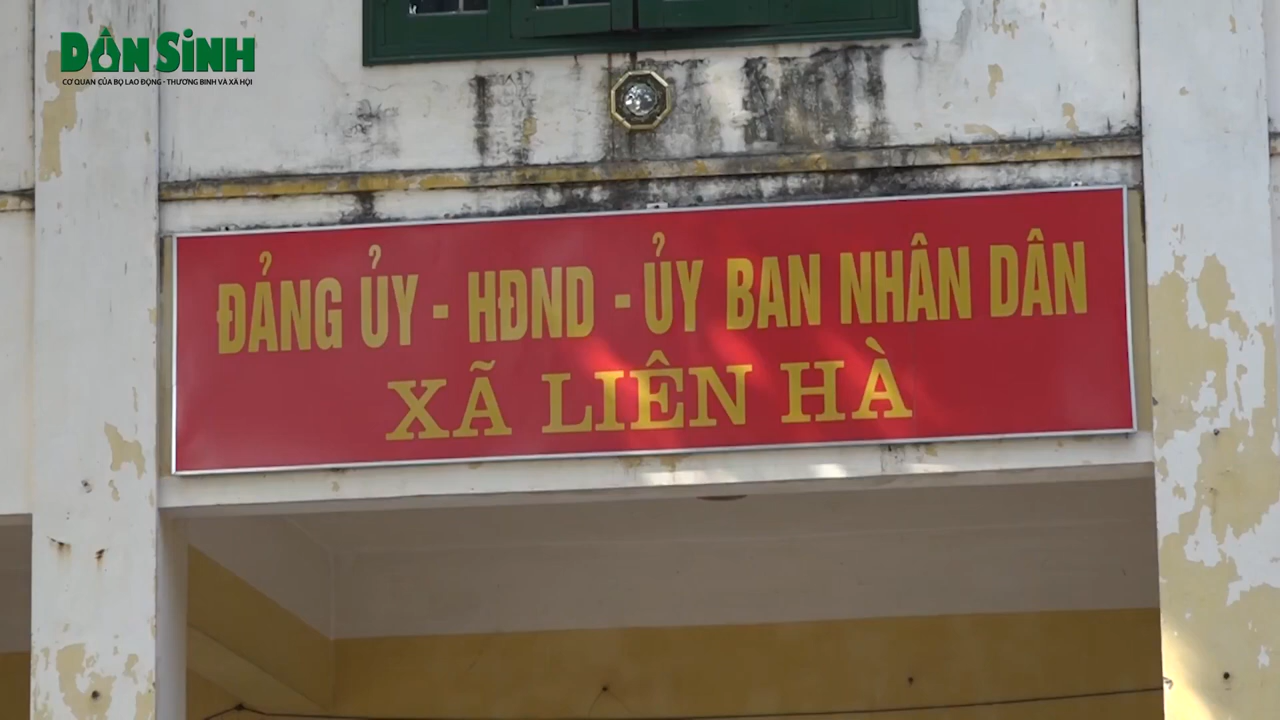 DÂN SINH
CƠ QUAN CỦA BỘ LAO ĐỘNG - THƯƠNG BINH VÀ XÃ HỘI
ĐẢNG ỦY - HĐND - ỦY BAN NHÂN DÂN
XÃ LIÊN HÀ